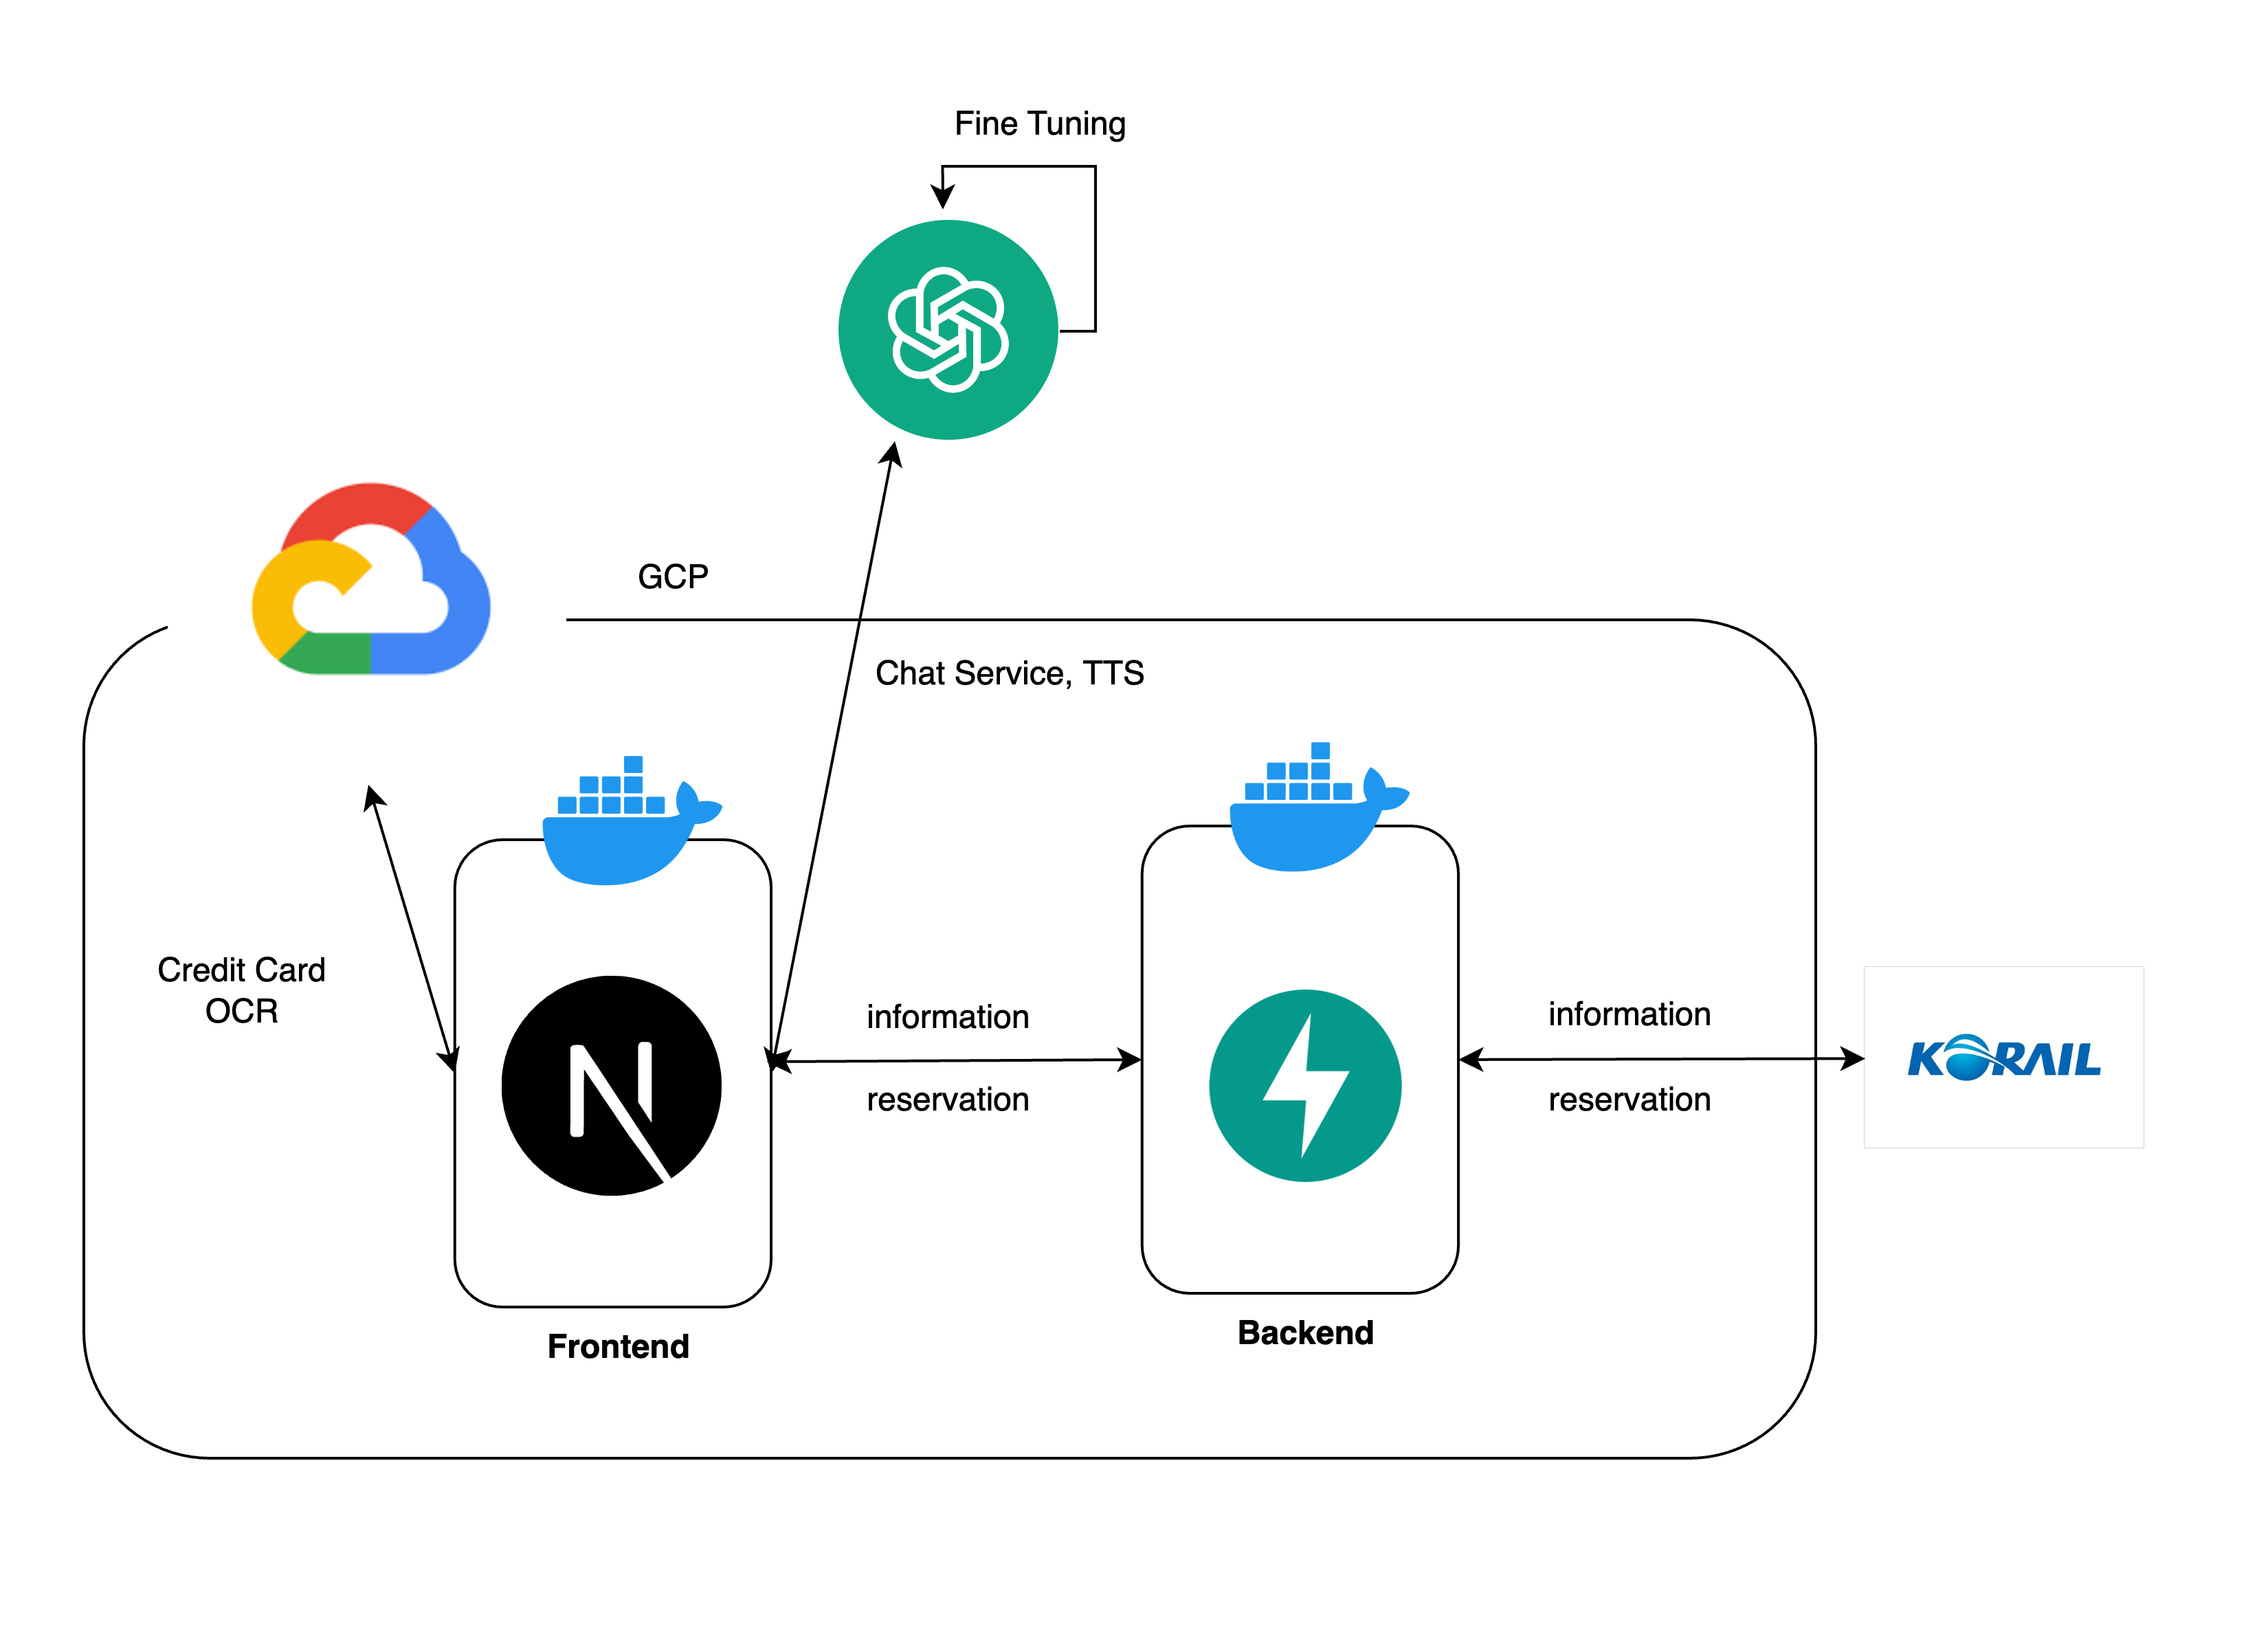 Fine Tuning
GCP
Chat Service, TTS
Credit Card
OCR
information
reservation
information
reservation
KORAIL
Frontend
Backend